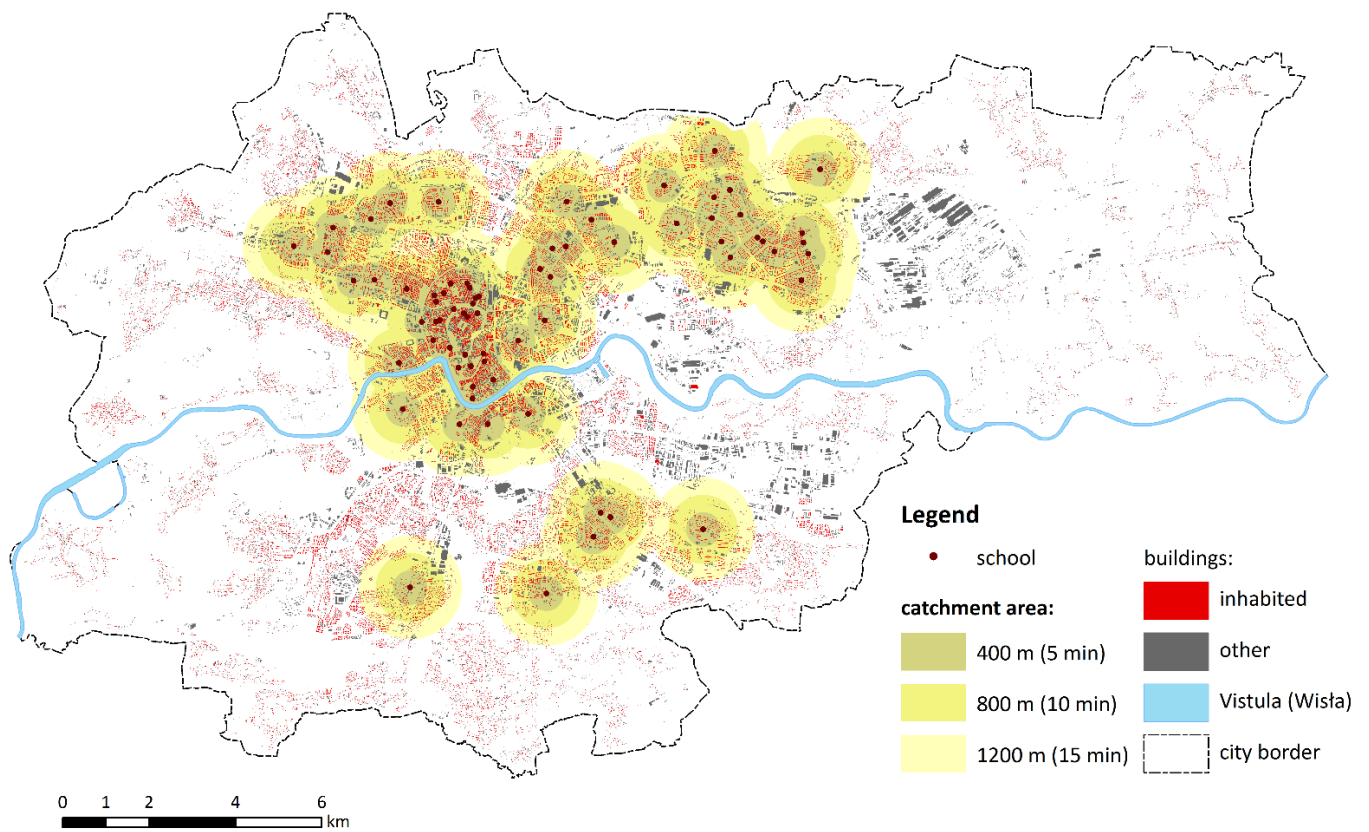 Legend
school
catchment area:
400 m (5 min)
800 m (10 min)
1200 m (15 min)
buildings:
inhabited
other
Vistula (Wisła)
city border
0 1 2 4 6
km